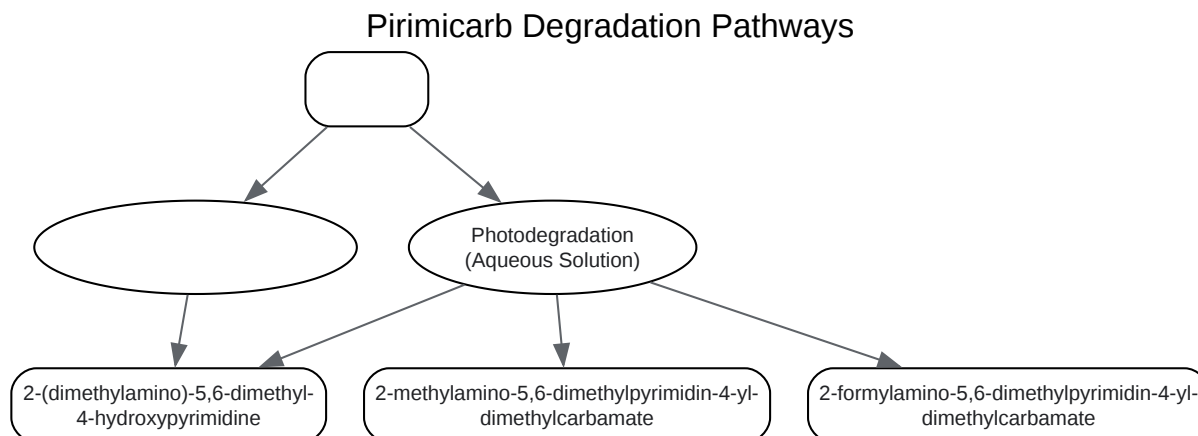 Pirimicarb Degradation Pathways
Photodegradation
(Aqueous Solution)
2-(dimethylamino)-5,6-dimethyl-
4-hydroxypyrimidine
2-methylamino-5,6-dimethylpyrimidin-4-yl-
dimethylcarbamate
2-formylamino-5,6-dimethylpyrimidin-4-yl-
dimethylcarbamate